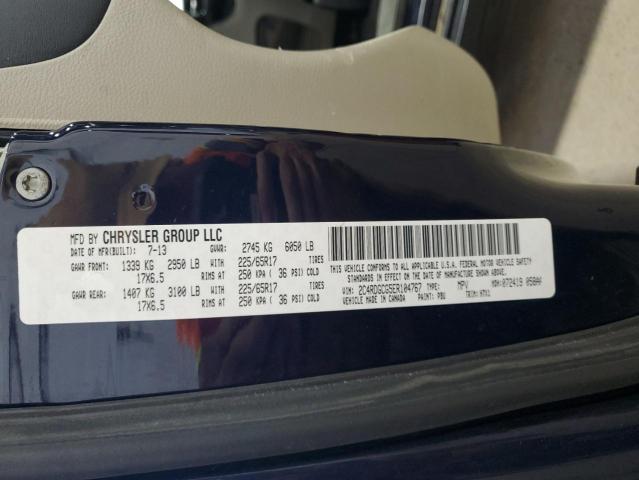 MFD BY CHRYSLER GROUP LLC
DATE OF MFR(BUILT): 7-13 GVWR: 2745 KG 6050 LB
GAWR FRONT: 1339 KG 2950 LB WITH 225/65R17 TIRES
17X6.5 RIMS AT 250 KPA ( 36 PSI) COLD
GAWR REAR: 1407 KG 3100 LB WITH 225/65R17 TIRES
17X6.5 RIMS AT 250 KPA ( 36 PSI) COLD
THIS VEHICLE CONFORMS TO ALL APPLICABLE U.S.A. FEDERAL MOTOR VEHICLE SAFETY
STANDARDS IN EFFECT ON THE DATE OF MANUFACTURE SHOWN ABOVE.
VIN: 2C4RDGCG5ER104767 TYPE: MPV MDH: 072419 058AA
VEHICLE MADE IN CANADA PAINT: PBU TRIM: